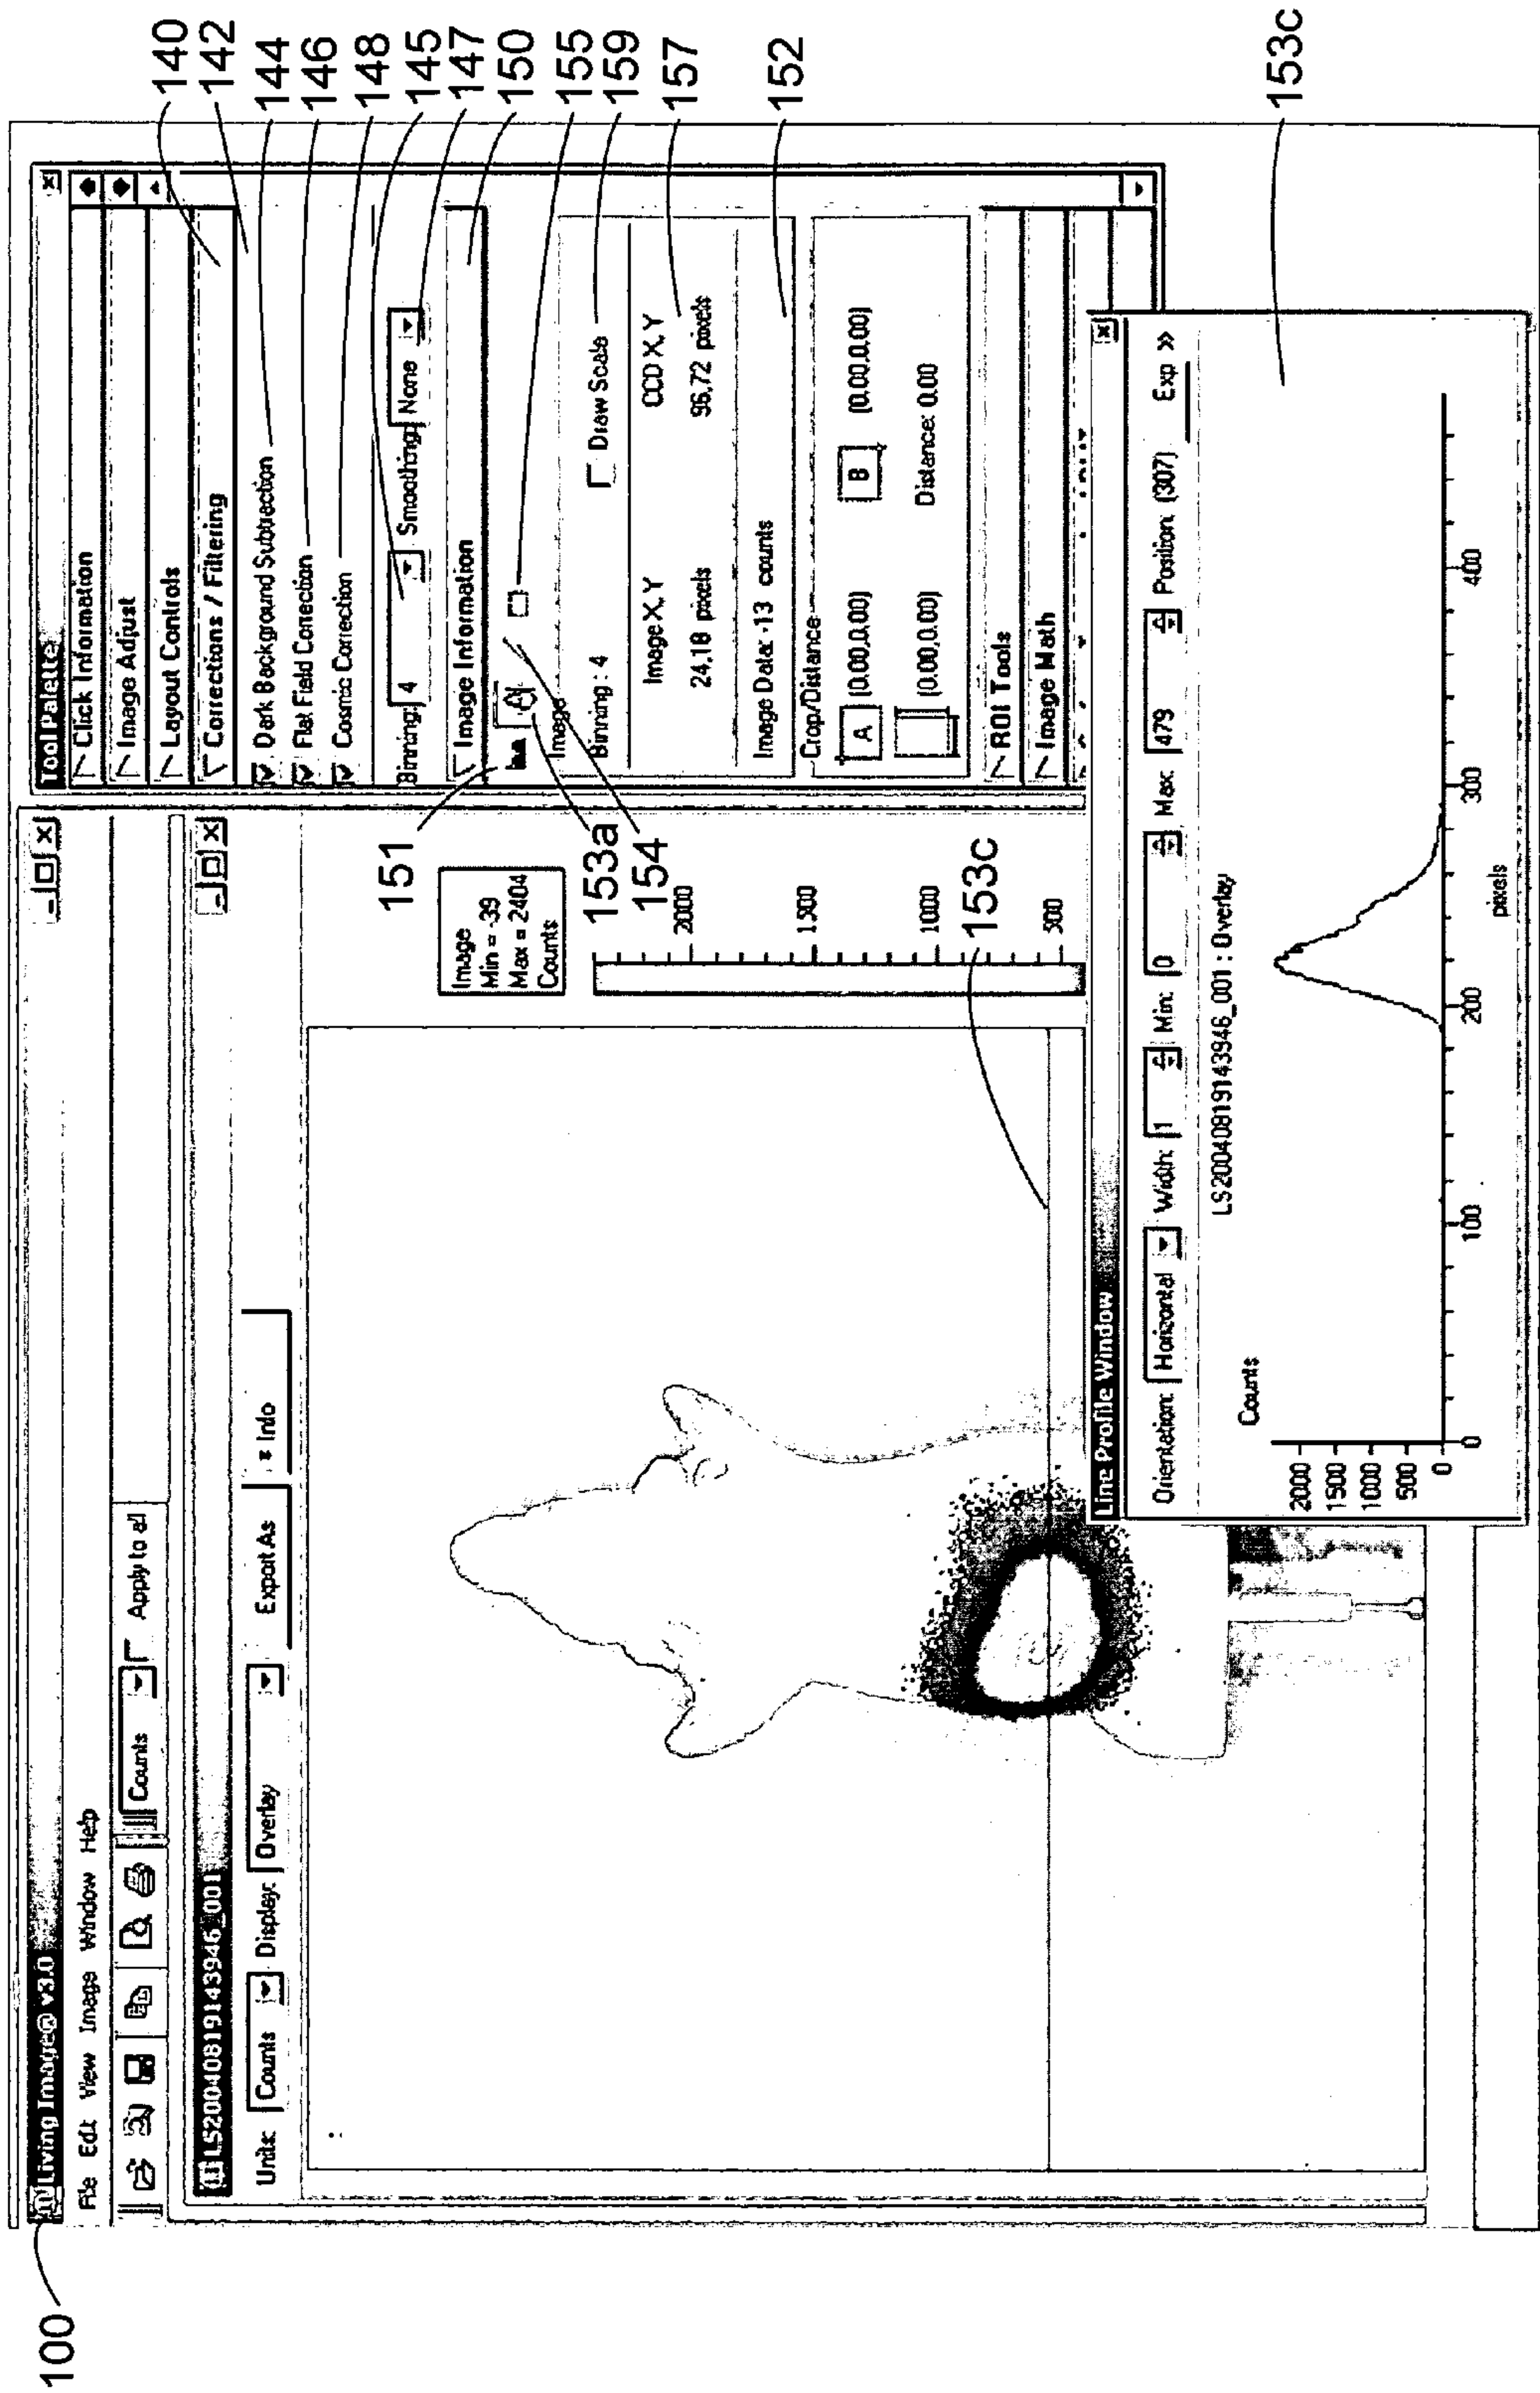 100
Living Image® v3.0
File Edit View Image Window Help
Counts
Apply to all
LS20040819143946_001
Units: Counts Display: Overlay
Export As
Info
Image
Min = -39
Max = 2404
Counts
2000
1500
1000
500
151
153a
154
153c
Tool Palette
Click Information
Image Adjust
Layout Controls
Corrections / Filtering
Dark Background Subtraction
Flat Field Correction
Cosmic Correction
Binning: 4 Smoothing: None
Image Information
Image
Binning : 4
Draw Scale
Image X,Y CCD X,Y
24,18 pixels 96,72 pixels
Image Data: -13 counts
Crop/Distance
A (0.00,0.00) B (0.00,0.00)
(0.00,0.00) Distance: 0.00
ROI Tools
Image Math
140
142
144
146
148
145
147
150
155
159
157
152
153c
Line Profile Window
Orientation: Horizontal Width: 1 Min: 0 Max: 479 Position: (307) Exp »
LS20040819143946_001 : Overlay
Counts
2000
1500
1000
500
0
0 100 200 300 400
pixels